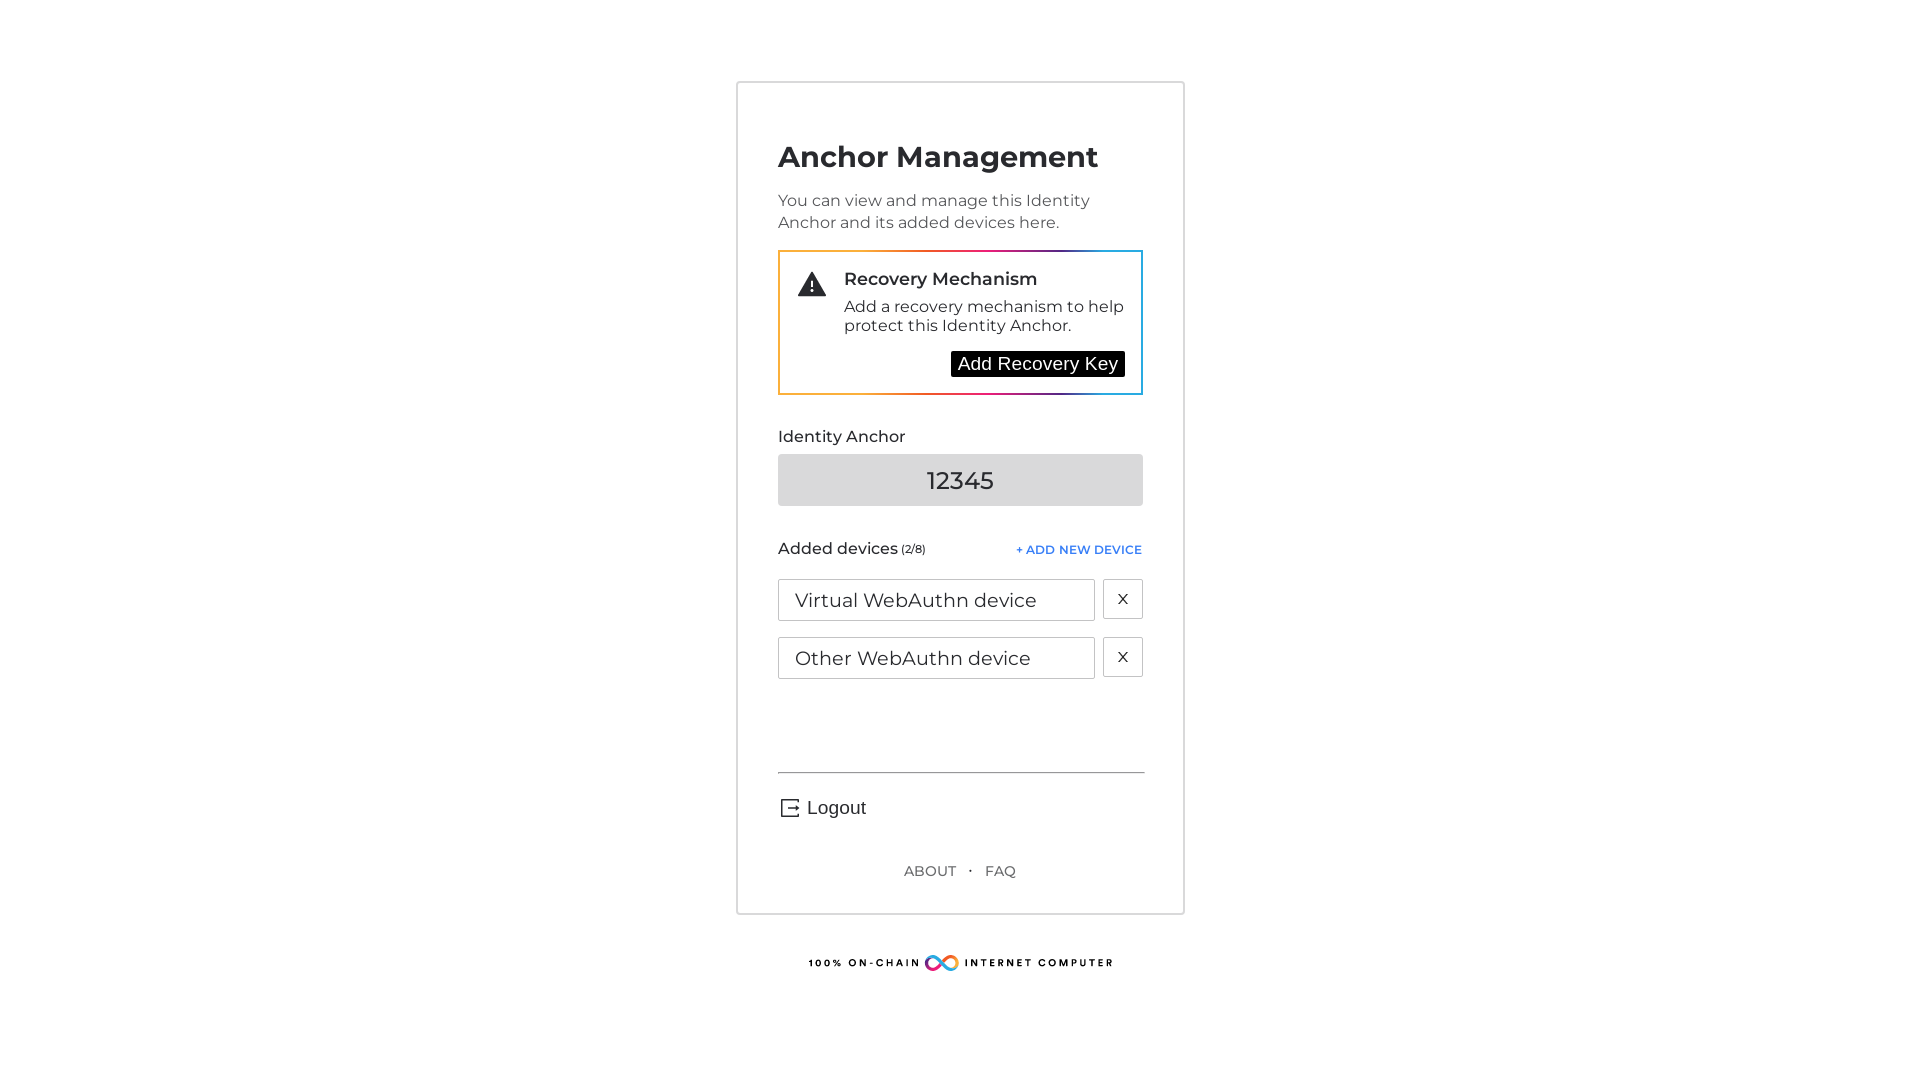 Anchor Management
You can view and manage this Identity
Anchor and its added devices here.
Recovery Mechanism
Add a recovery mechanism to help
protect this Identity Anchor.
Add Recovery Key
Identity Anchor
12345
Added devices (2/8) + ADD NEW DEVICE
Virtual WebAuthn device X
Other WebAuthn device X
Logout
ABOUT · FAQ
100% ON-CHAIN INTERNET COMPUTER